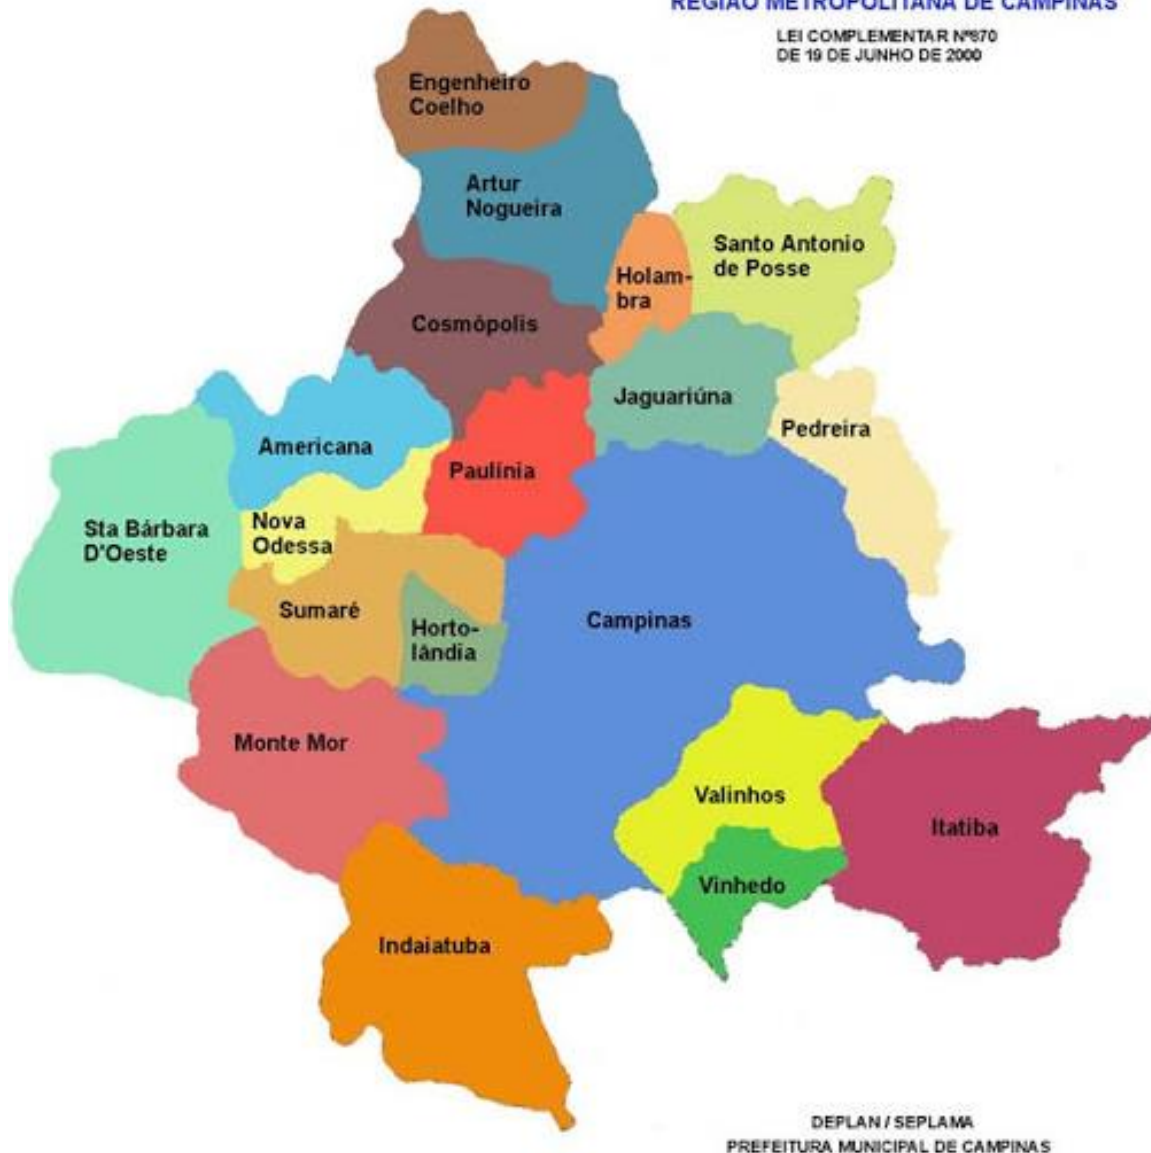 REGIÃO METROPOLITANA DE CAMPINAS
LEI COMPLEMENTAR Nº870
DE 19 DE JUNHO DE 2000
Engenheiro
Coelho
Artur
Nogueira
Santo Antonio
de Posse
Holam-
bra
Cosmópolis
Jaguariúna
Pedreira
Americana
Paulínia
Nova
Odessa
Sta Bárbara
D'Oeste
Sumaré
Horto-
lândia
Campinas
Monte Mor
Valinhos
Itatiba
Vinhedo
Indaiatuba
DEPLAN / SEPLAMA
PREFEITURA MUNICIPAL DE CAMPINAS